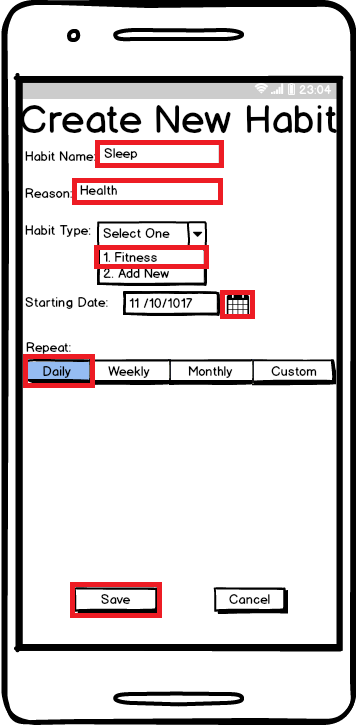 23:04
Create New Habit
Habit Name: Sleep
Reason: Health
Habit Type: Select One
1. Fitness
2. Add New
Starting Date: 11 /10/1017
Repeat:
Daily Weekly Monthly Custom
Save Cancel